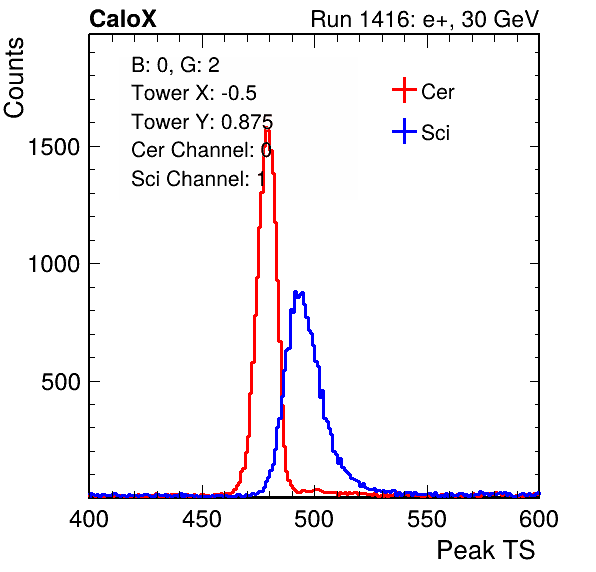 CaloX
Run 1416: e+, 30 GeV
Counts
B: 0, G: 2
Tower X: -0.5
Tower Y: 0.875
Cer Channel: 0
Sci Channel: 1
Cer
Sci
1500
1000
500
400
450
500
550
600
Peak TS